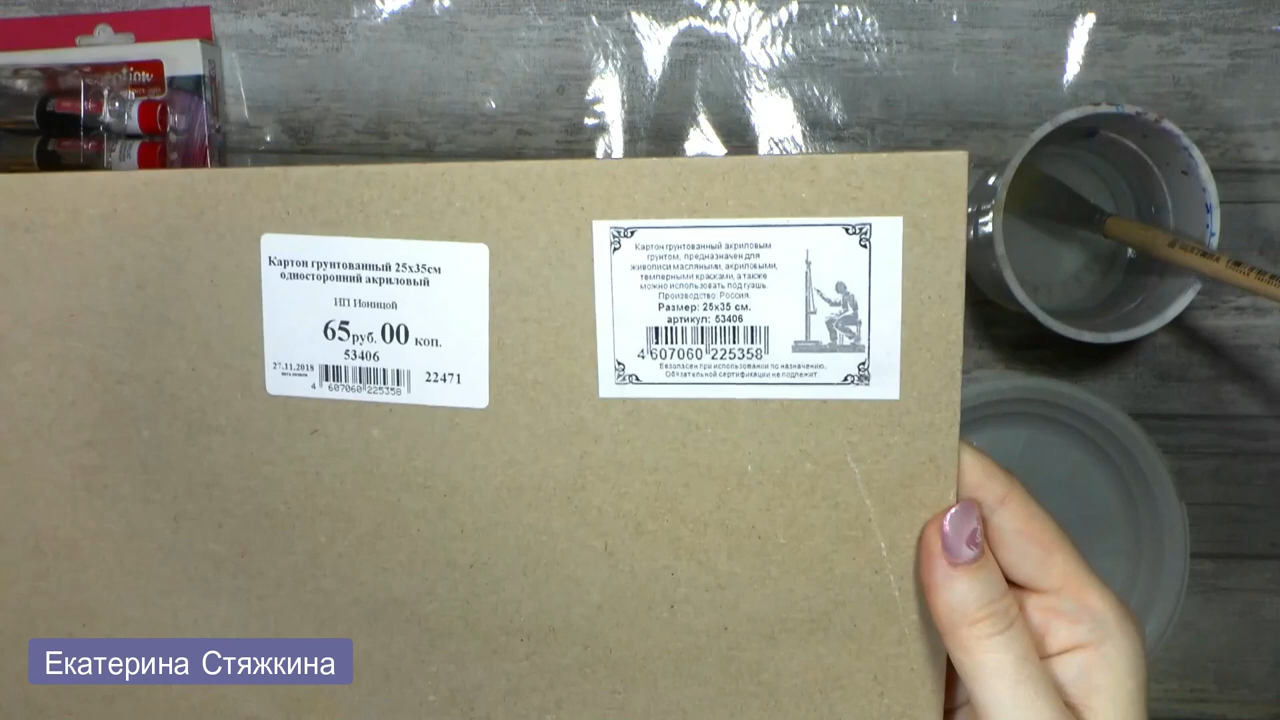 Картон грунтованный 25х35см
односторонний акриловый
ИП Ионицой
65руб. 00 коп.
53406
27.11.2018
22471
4 607060 225358
Картон грунтованный акриловым
грунтом, предназначен для
живописи масляными, акриловыми,
темперными красками, а также
можно использовать под гуашь.
Производство: Россия.
Размер: 25х35 см.
артикул: 53406
4 607060 225358
Безопасен при использовании по назначению.
Обязательной сертификации не подлежит
Екатерина Стяжкина